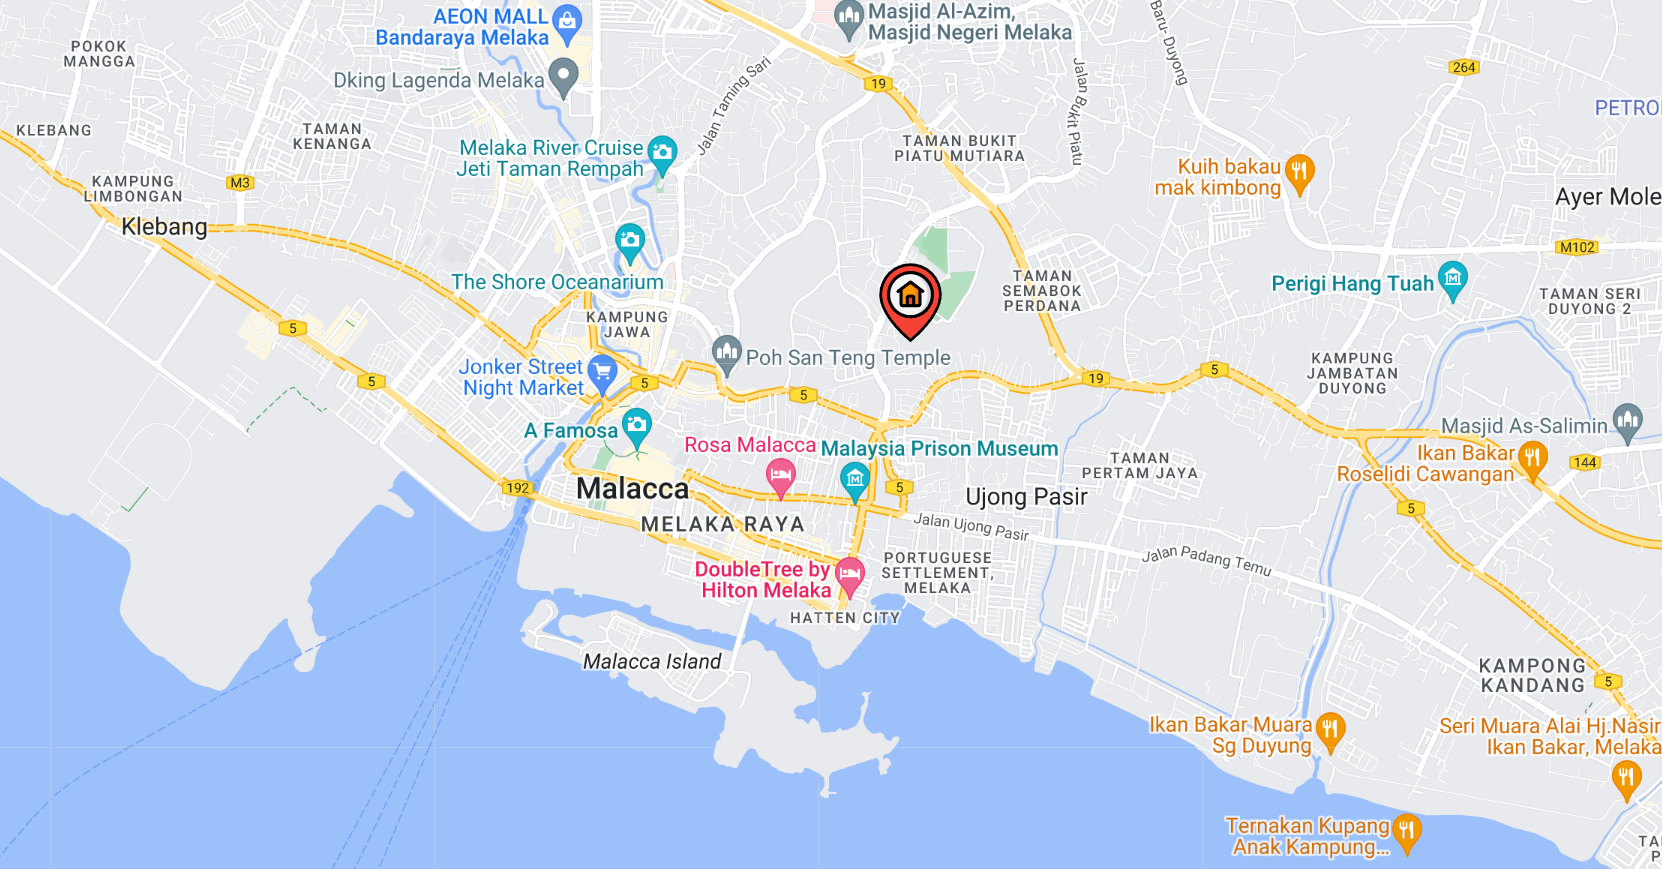 AEON MALL
Bandaraya Melaka
Masjid Al-Azim,
Masjid Negeri Melaka
Baru- Duyong
POKOK
MANGGA
Dking Lagenda Melaka
Jalan Taming Sari
19
Jalan Bukit Piatu
264
PETRO
KLEBANG
TAMAN
KENANGA
Melaka River Cruise
Jeti Taman Rempah
TAMAN BUKIT
PIATU MUTIARA
Kuih bakau
mak kimbong
KAMPUNG
LIMBONGAN
M3
Ayer Mole
Klebang
M102
The Shore Oceanarium
TAMAN
SEMABOK
PERDANA
Perigi Hang Tuah
TAMAN SERI
DUYONG 2
KAMPUNG
JAWA
5
Jonker Street
Night Market
Poh San Teng Temple
KAMPUNG
JAMBATAN
DUYONG
5
5
5
19
5
A Famosa
Rosa Malacca
Malaysia Prison Museum
Masjid As-Salimin
Ikan Bakar
Roselidi Cawangan
144
TAMAN
PERTAM JAYA
192
Malacca
5
Ujong Pasir
5
MELAKA RAYA
Jalan Ujong Pasir
Jalan Padang Temu
DoubleTree by
Hilton Melaka
PORTUGUESE
SETTLEMENT,
MELAKA
HATTEN CITY
Malacca Island
KAMPONG
KANDANG
5
Ikan Bakar Muara
Sg Duyung
Seri Muara Alai Hj.Nasir
Ikan Bakar, Melaka
Ternakan Kupang
Anak Kampung...
TA
P